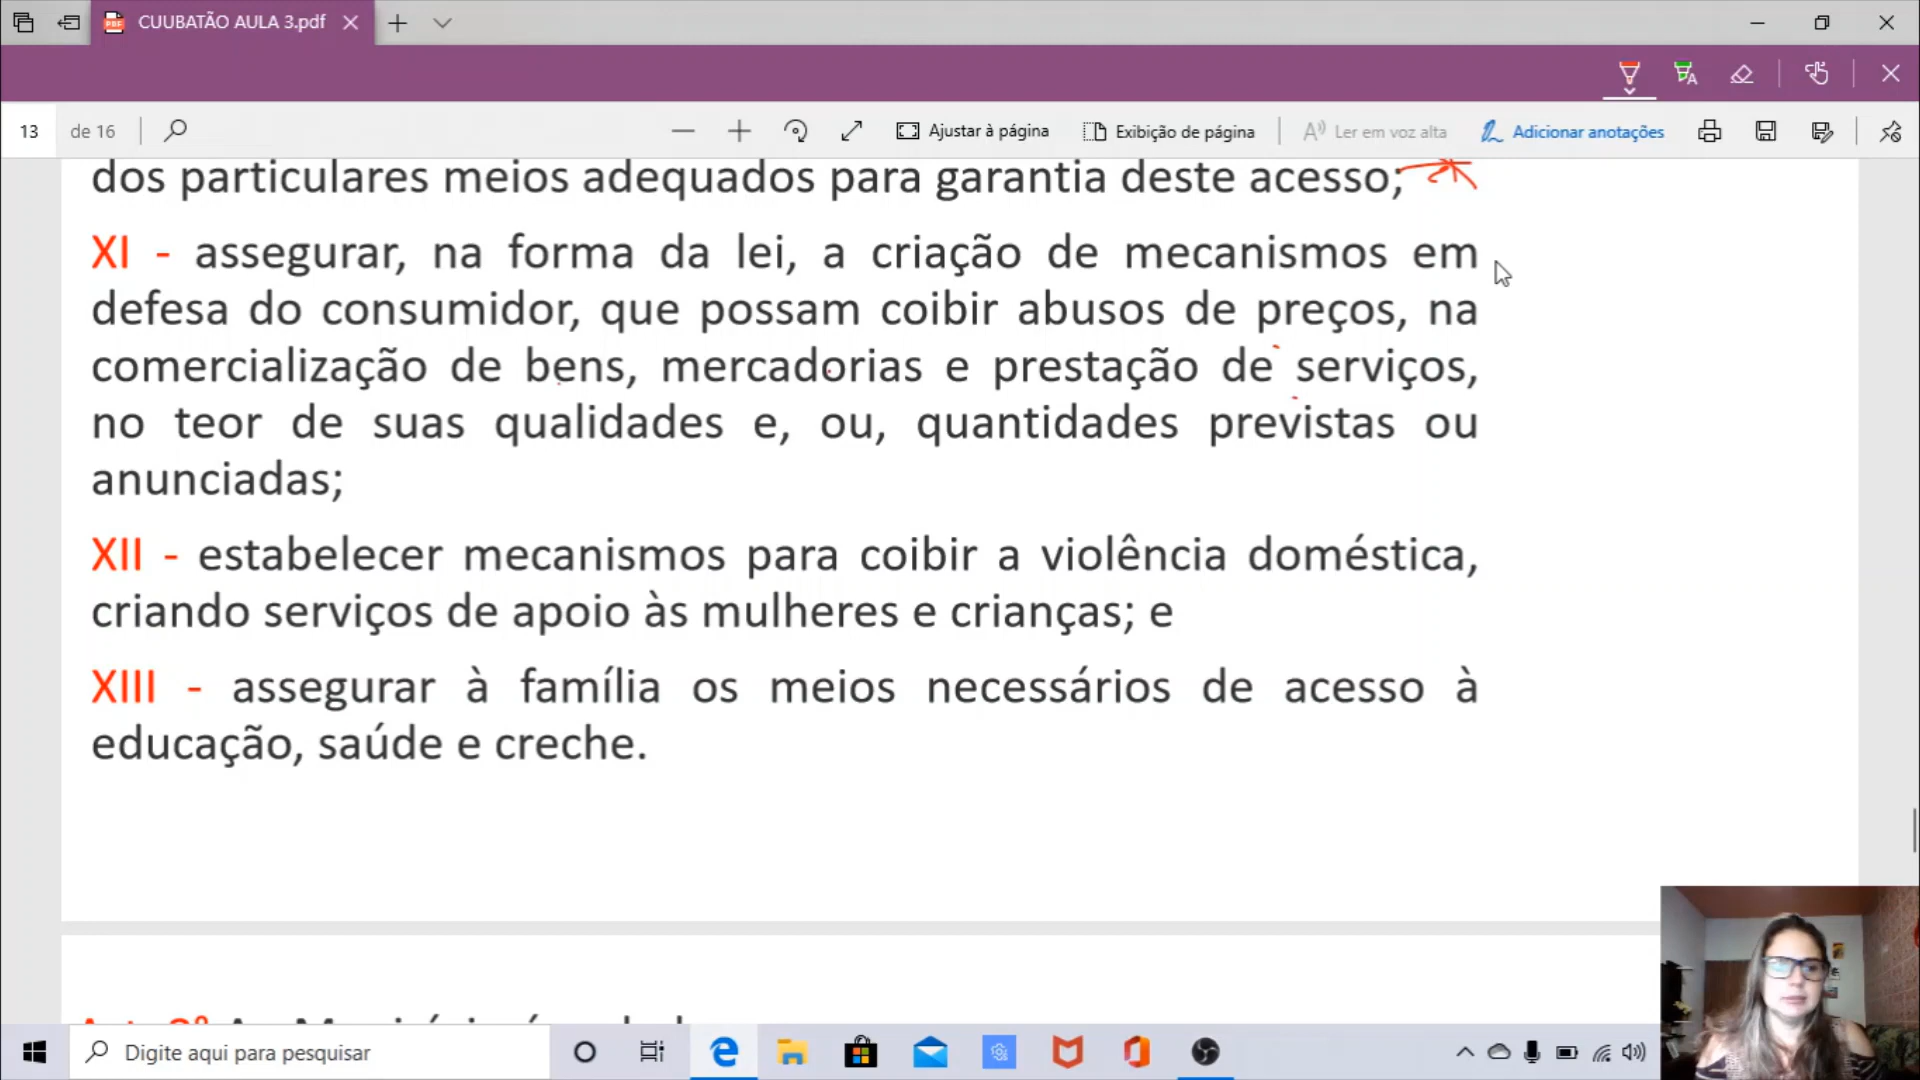 CUUBATÃO AULA 3.pdf
13 de 16
Ajustar à página
Exibição de página
Ler em voz alta
Adicionar anotações
dos particulares meios adequados para garantia deste acesso;
XI - assegurar, na forma da lei, a criação de mecanismos em
defesa do consumidor, que possam coibir abusos de preços, na
comercialização de bens, mercadorias e prestação de serviços,
no teor de suas qualidades e, ou, quantidades previstas ou
anunciadas;
XII - estabelecer mecanismos para coibir a violência doméstica,
criando serviços de apoio às mulheres e crianças; e
XIII - assegurar à família os meios necessários de acesso à
educação, saúde e creche.
Digite aqui para pesquisar